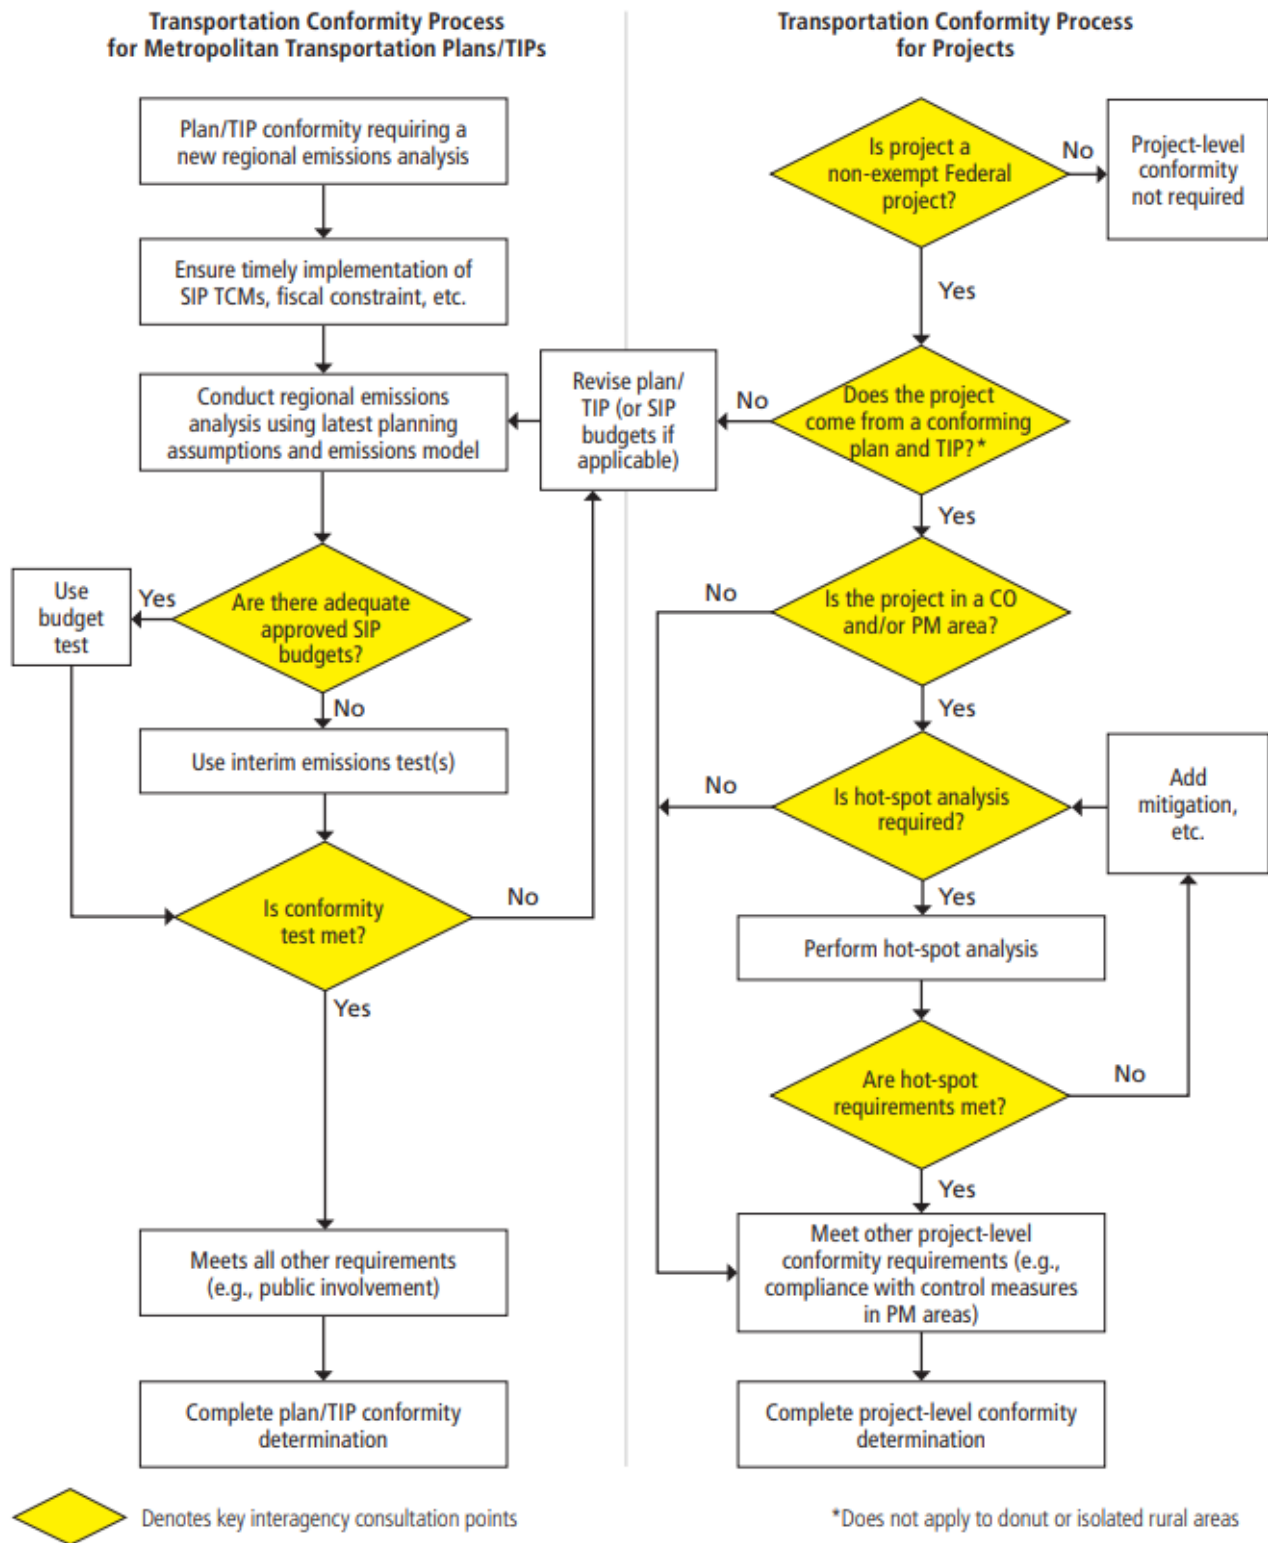 Transportation Conformity Process
for Metropolitan Transportation Plans/TIPs
Plan/TIP conformity requiring a
new regional emissions analysis
Ensure timely implementation of
SIP TCMs, fiscal constraint, etc.
Conduct regional emissions
analysis using latest planning
assumptions and emissions model
Revise plan/
TIP (or SIP
budgets if
applicable)
Use
budget
test
Yes
Are there adequate
approved SIP
budgets?
No
Use interim emissions test(s)
Is conformity
test met?
No
Yes
Meets all other requirements
(e.g., public involvement)
Complete plan/TIP conformity
determination
Denotes key interagency consultation points
Transportation Conformity Process
for Projects
Is project a
non-exempt Federal
project?
No
Project-level
conformity
not required
Yes
Does the project
come from a conforming
plan and TIP?*
No
Yes
Is the project in a CO
and/or PM area?
No
Yes
Is hot-spot analysis
required?
No
Add
mitigation,
etc.
Yes
Perform hot-spot analysis
Are hot-spot
requirements met?
No
Yes
Meet other project-level
conformity requirements (e.g.,
compliance with control measures
in PM areas)
Complete project-level conformity
determination
*Does not apply to donut or isolated rural areas